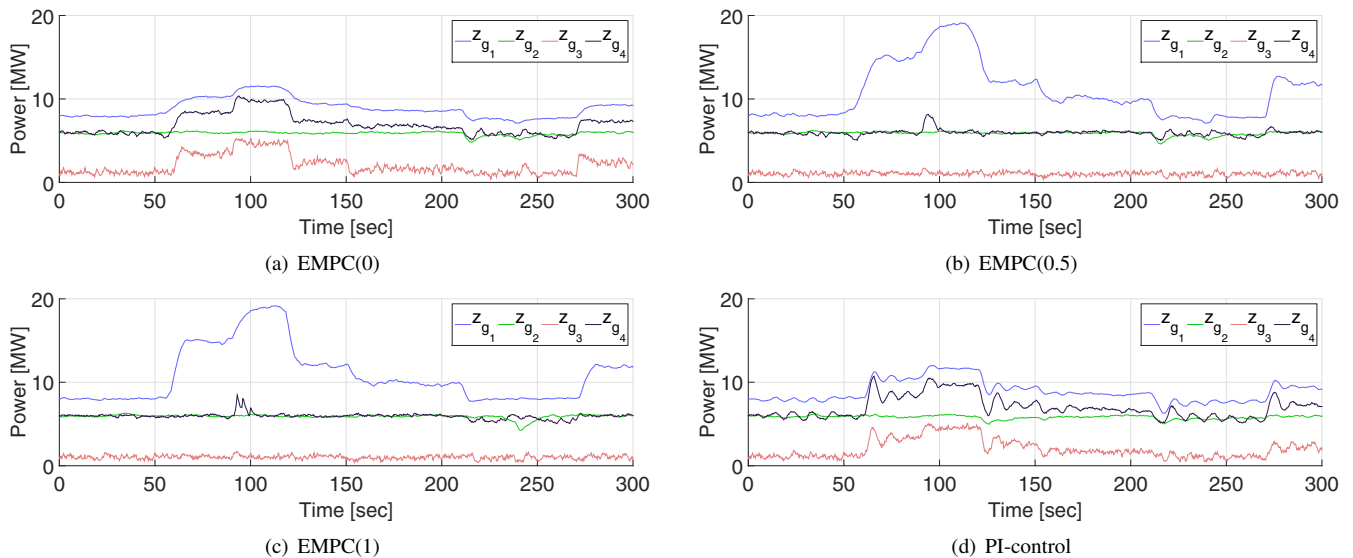 20
10
0
Power [MW]
z_g1 z_g2 z_g3 z_g4
0 50 100 150 200 250 300
Time [sec]
(a) EMPC(0)
20
10
0
Power [MW]
z_g1 z_g2 z_g3 z_g4
0 50 100 150 200 250 300
Time [sec]
(b) EMPC(0.5)
20
10
0
Power [MW]
z_g1 z_g2 z_g3 z_g4
0 50 100 150 200 250 300
Time [sec]
(c) EMPC(1)
20
10
0
Power [MW]
z_g1 z_g2 z_g3 z_g4
0 50 100 150 200 250 300
Time [sec]
(d) PI-control